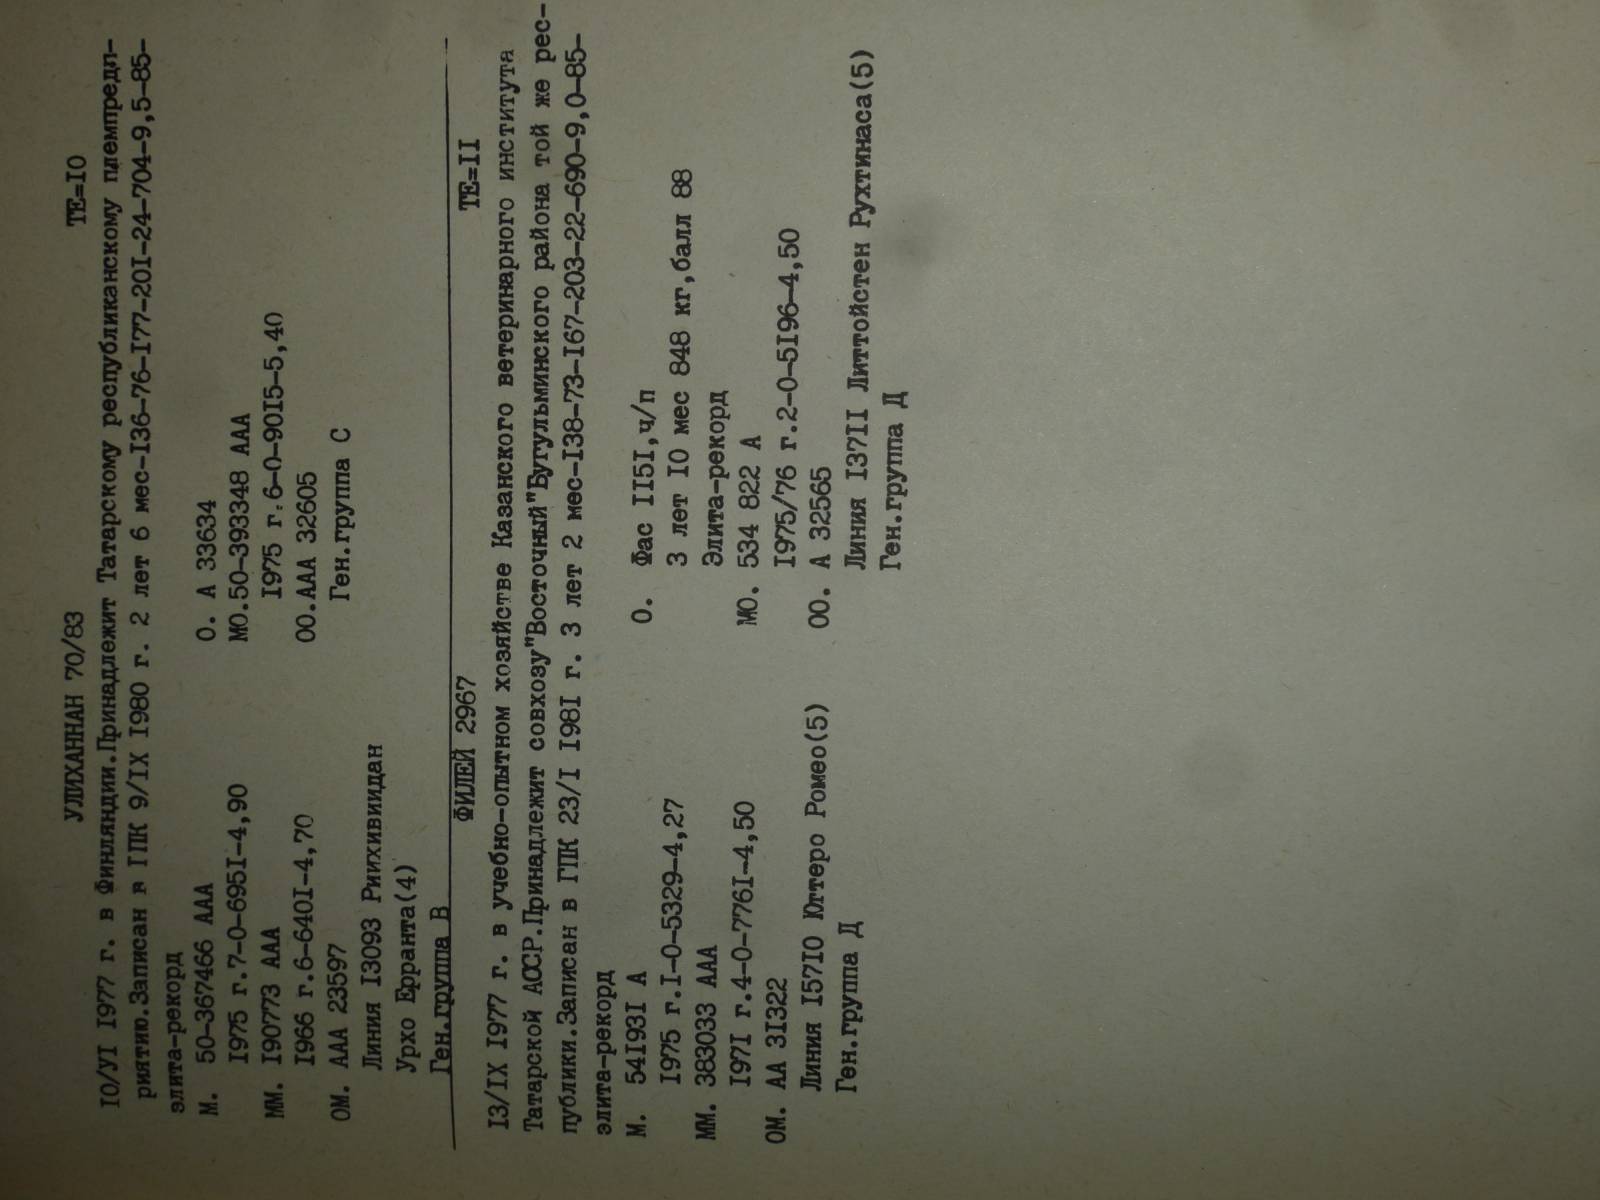 УЛИХАННАН 70/83 ТЕ=I0
I0/УI I977 г. в Финляндии.Принадлежит Татарскому республиканскому племпредп-
риятию.Записан в ГПК 9/IX I980 г. 2 лет 6 мес-I36-76-I77-20I-24-704-9,5-85-
элита-рекорд
М. 50-367466 ААА О. А 33634
I975 г.7-0-695I-4,90 МО.50-393348 ААА
ММ. I90773 ААА I975 г.6-0-90I5-5,40
I966 г.6-640I-4,70 ОО.ААА 32605
ОМ. ААА 23597 Ген.группа С
Линия I3093 Риихивиидан
Урхо Ерранта(4)
Ген.группа В
ФИЛЕЙ 2967 ТЕ=II
I3/IX I977 г. в учебно-опытном хозяйстве Казанского ветеринарного института
Татарской АССР.Принадлежит совхозу"Восточный"Бугульминского района той же рес-
публики.Записан в ГПК 23/I I98I г. 3 лет 2 мес-I38-73-I67-203-22-690-9,0-85-
элита-рекорд
М. 54I93I А О. Фас II5I,ч/п
I975 г.I-0-5329-4,27 3 лет I0 мес 848 кг,балл 88
ММ. 383033 ААА Элита-рекорд
I97I г.4-0-776I-4,50 МО. 534 822 А
ОМ. АА 3I322 I975/76 г.2-0-5I96-4,50
Линия I57I0 Юттеро Ромео(5) ОО. А 32565
Ген.группа Д Линия I37II Литтойстен Рухтинаса(5)
Ген.группа Д